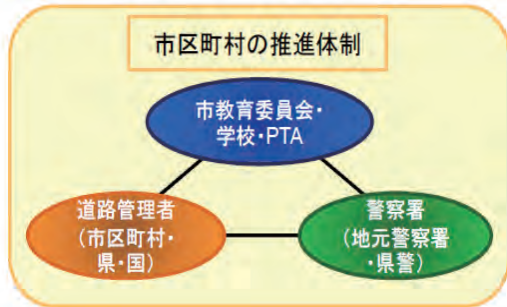 市区町村の推進体制
市教育委員会・
学校・PTA
道路管理者
(市区町村・
県・国)
警察署
(地元警察署
・県警)